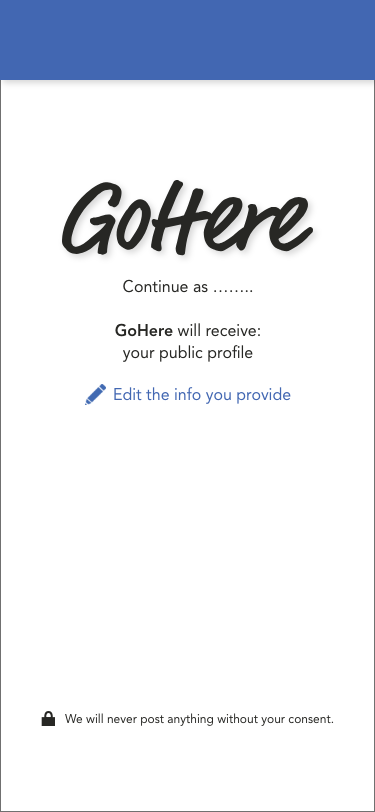 GoHere
Continue as ........
GoHere will receive:
your public profile
Edit the info you provide
We will never post anything without your consent.